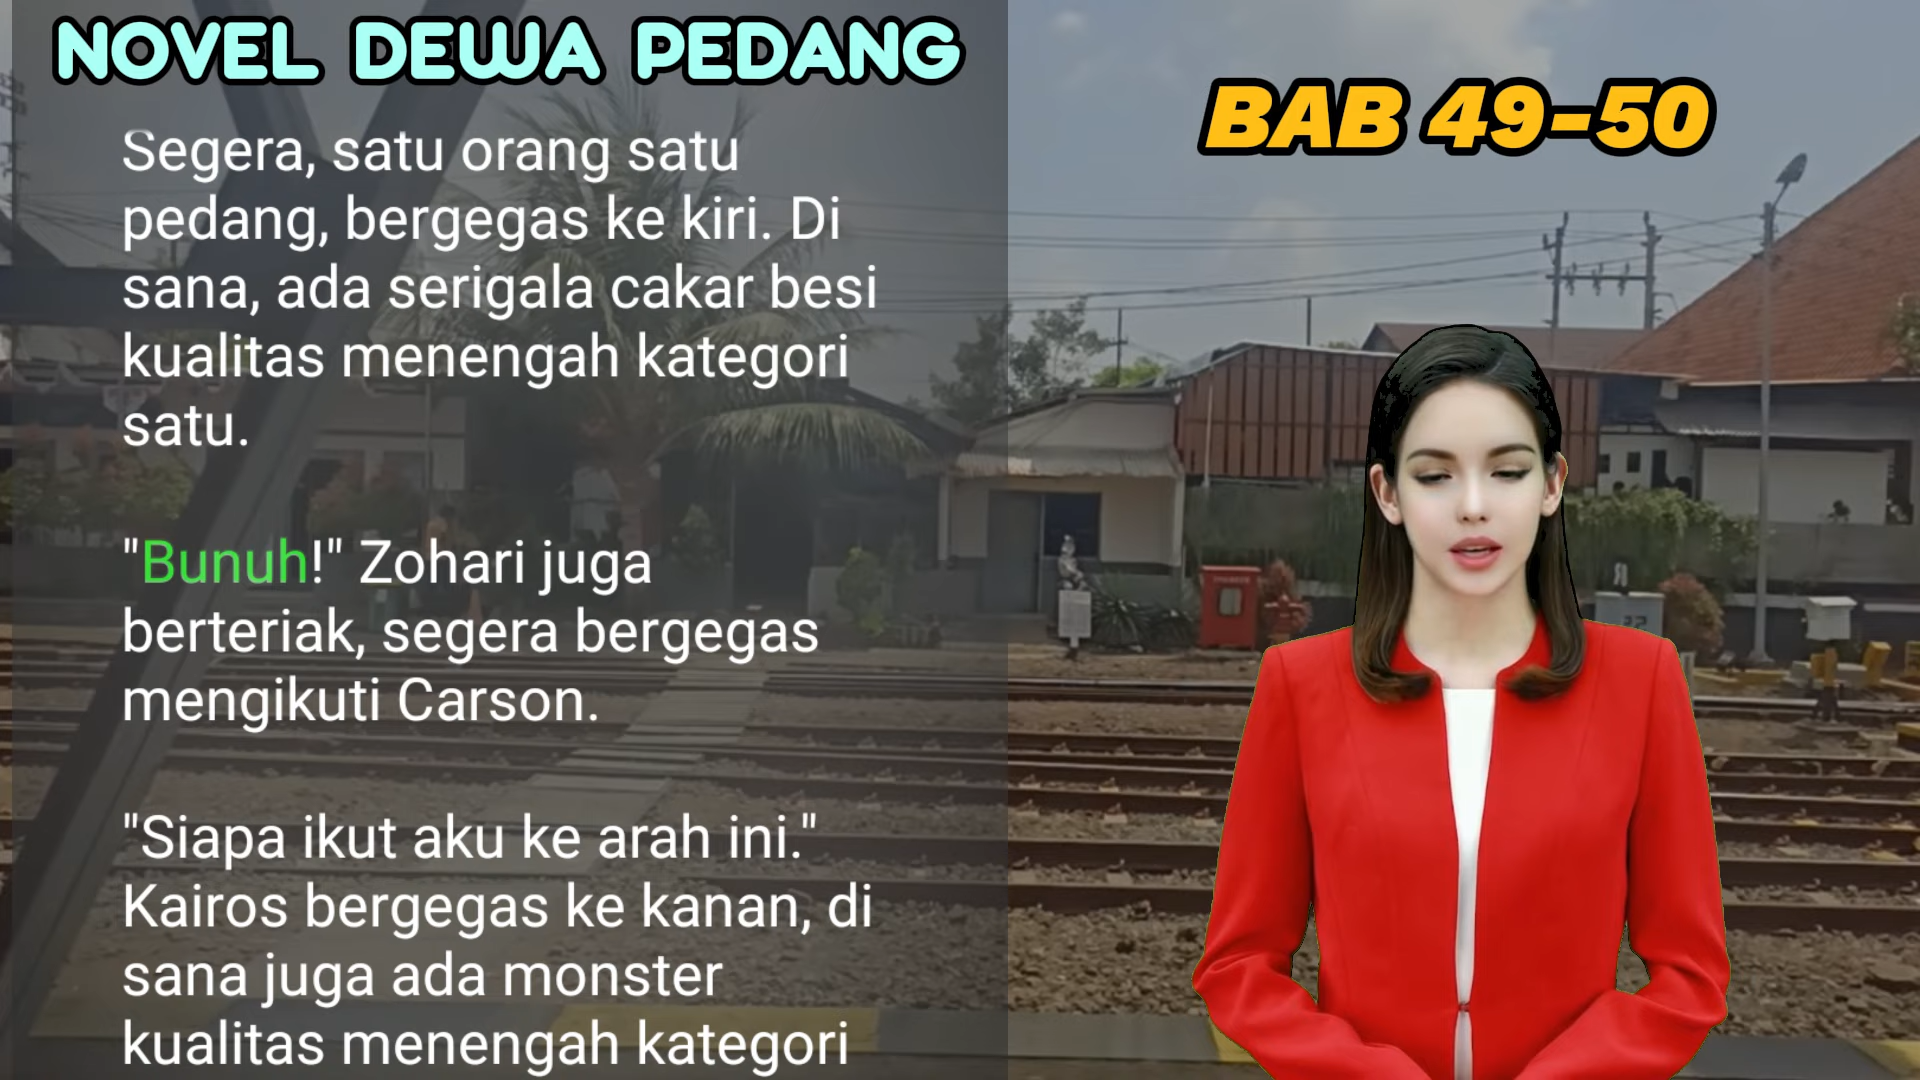 NOVEL DEWA PEDANG
BAB 49-50
Segera, satu orang satu
pedang, bergegas ke kiri. Di
sana, ada serigala cakar besi
kualitas menengah kategori
satu.
"Bunuh!" Zohari juga
berteriak, segera bergegas
mengikuti Carson.
"Siapa ikut aku ke arah ini."
Kairos bergegas ke kanan, di
sana juga ada monster
kualitas menengah kategori